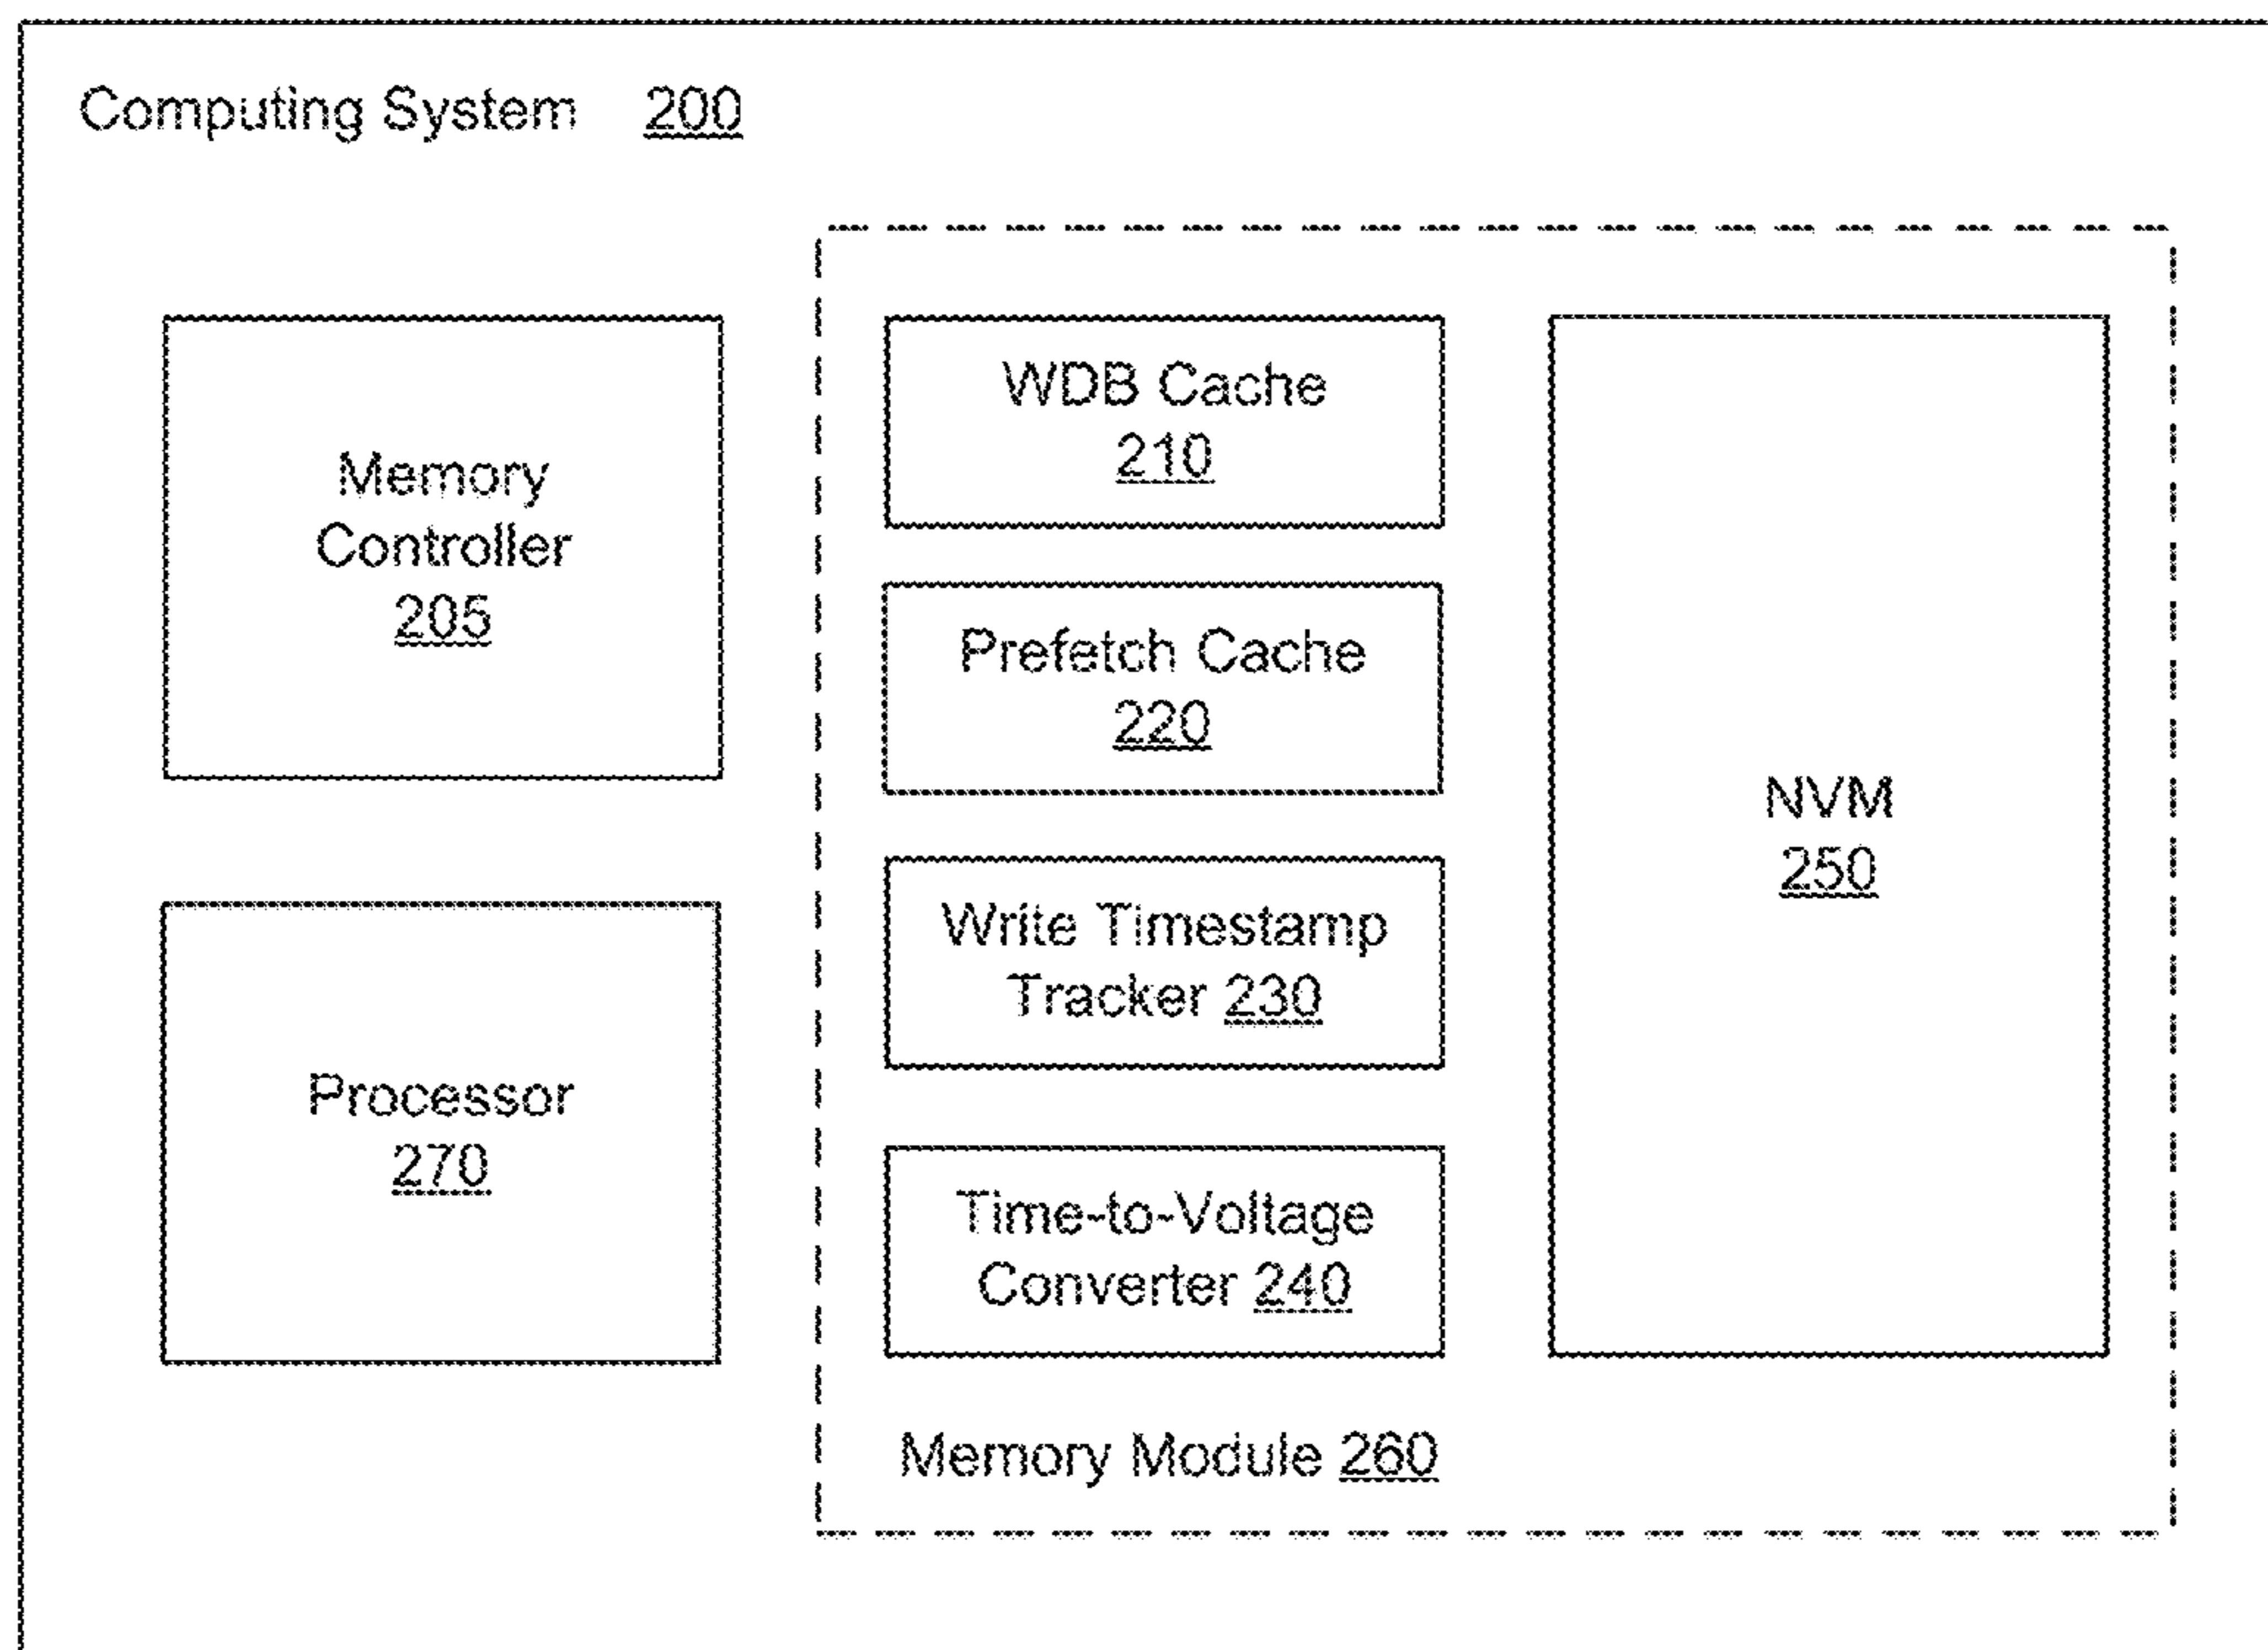 Computing System 200
Memory
Controller
205
Processor
270
WDB Cache
210
Prefetch Cache
220
Write Timestamp
Tracker 230
Time-to-Voltage
Converter 240
NVM
250
Memory Module 260